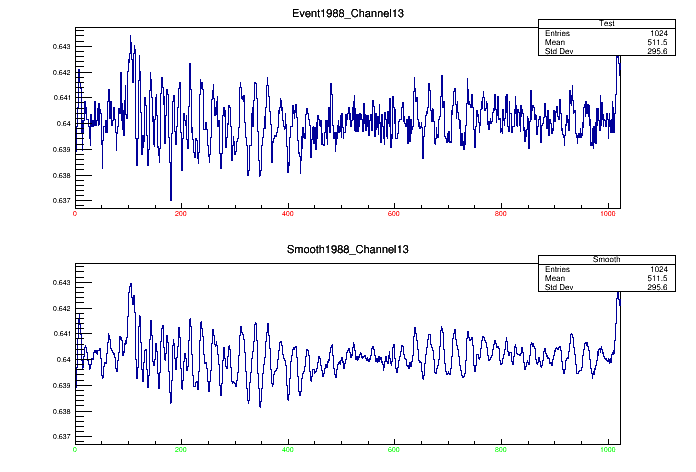 Event1988_Channel13
Test
Entries 1024
Mean 511.5
Std Dev 295.6
0.643
0.642
0.641
0.64
0.639
0.638
0.637
0 200 400 600 800 1000
Smooth1988_Channel13
Smooth
Entries 1024
Mean 511.5
Std Dev 295.6
0.643
0.642
0.641
0.64
0.639
0.638
0.637
0 200 400 600 800 1000